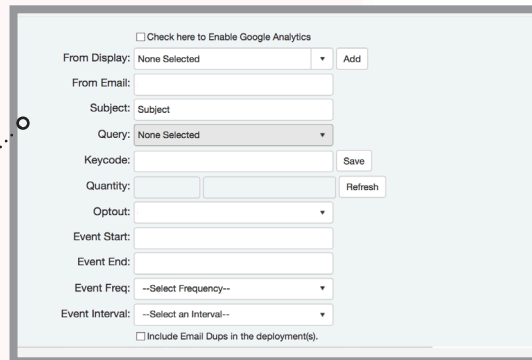 Check here to Enable Google Analytics
From Display: None Selected Add
From Email:
Subject: Subject
Query: None Selected
Keycode: Save
Quantity: Refresh
Optout:
Event Start:
Event End:
Event Freq: --Select Frequency--
Event Interval: --Select an Interval--
Include Email Dups in the deployment(s).